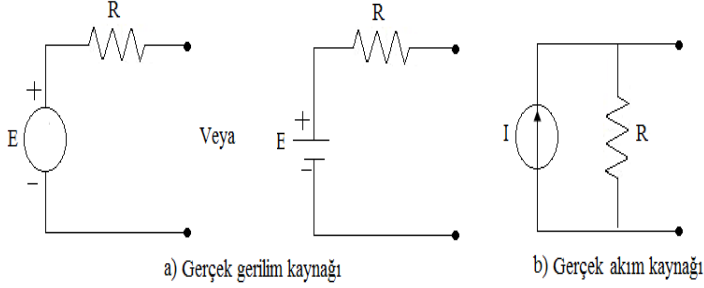 R
+
E
−
Veya
R
+
E
−
I
R
a) Gerçek gerilim kaynağı
b) Gerçek akım kaynağı